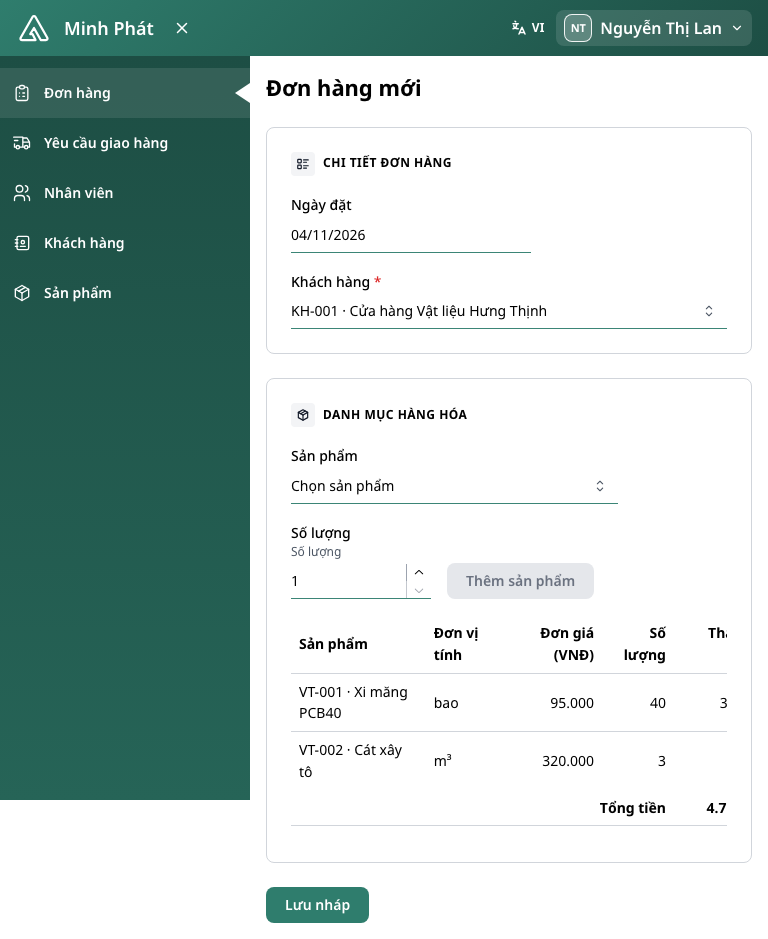 Minh Phát
VI
NT
Nguyễn Thị Lan
Đơn hàng
Yêu cầu giao hàng
Nhân viên
Khách hàng
Sản phẩm
Đơn hàng mới
CHI TIẾT ĐƠN HÀNG
Ngày đặt
04/11/2026
Khách hàng *
KH-001 · Cửa hàng Vật liệu Hưng Thịnh
DANH MỤC HÀNG HÓA
Sản phẩm
Chọn sản phẩm
Số lượng
Số lượng
1
Thêm sản phẩm
Sản phẩm Đơn vị tính Đơn giá (VNĐ) Số lượng
VT-001 · Xi măng PCB40 bao 95.000 40
VT-002 · Cát xây tô m³ 320.000 3
Tổng tiền
Lưu nháp